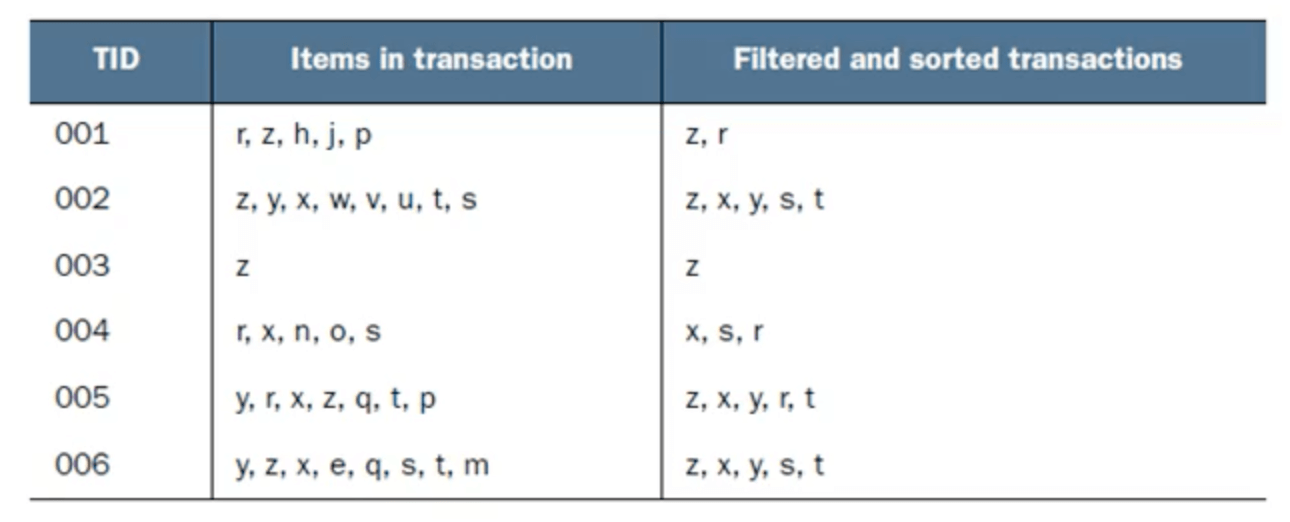 TID Items in transaction Filtered and sorted transactions
001 r, z, h, j, p z, r
002 z, y, x, w, v, u, t, s z, x, y, s, t
003 z z
004 r, x, n, o, s x, s, r
005 y, r, x, z, q, t, p z, x, y, r, t
006 y, z, x, e, q, s, t, m z, x, y, s, t